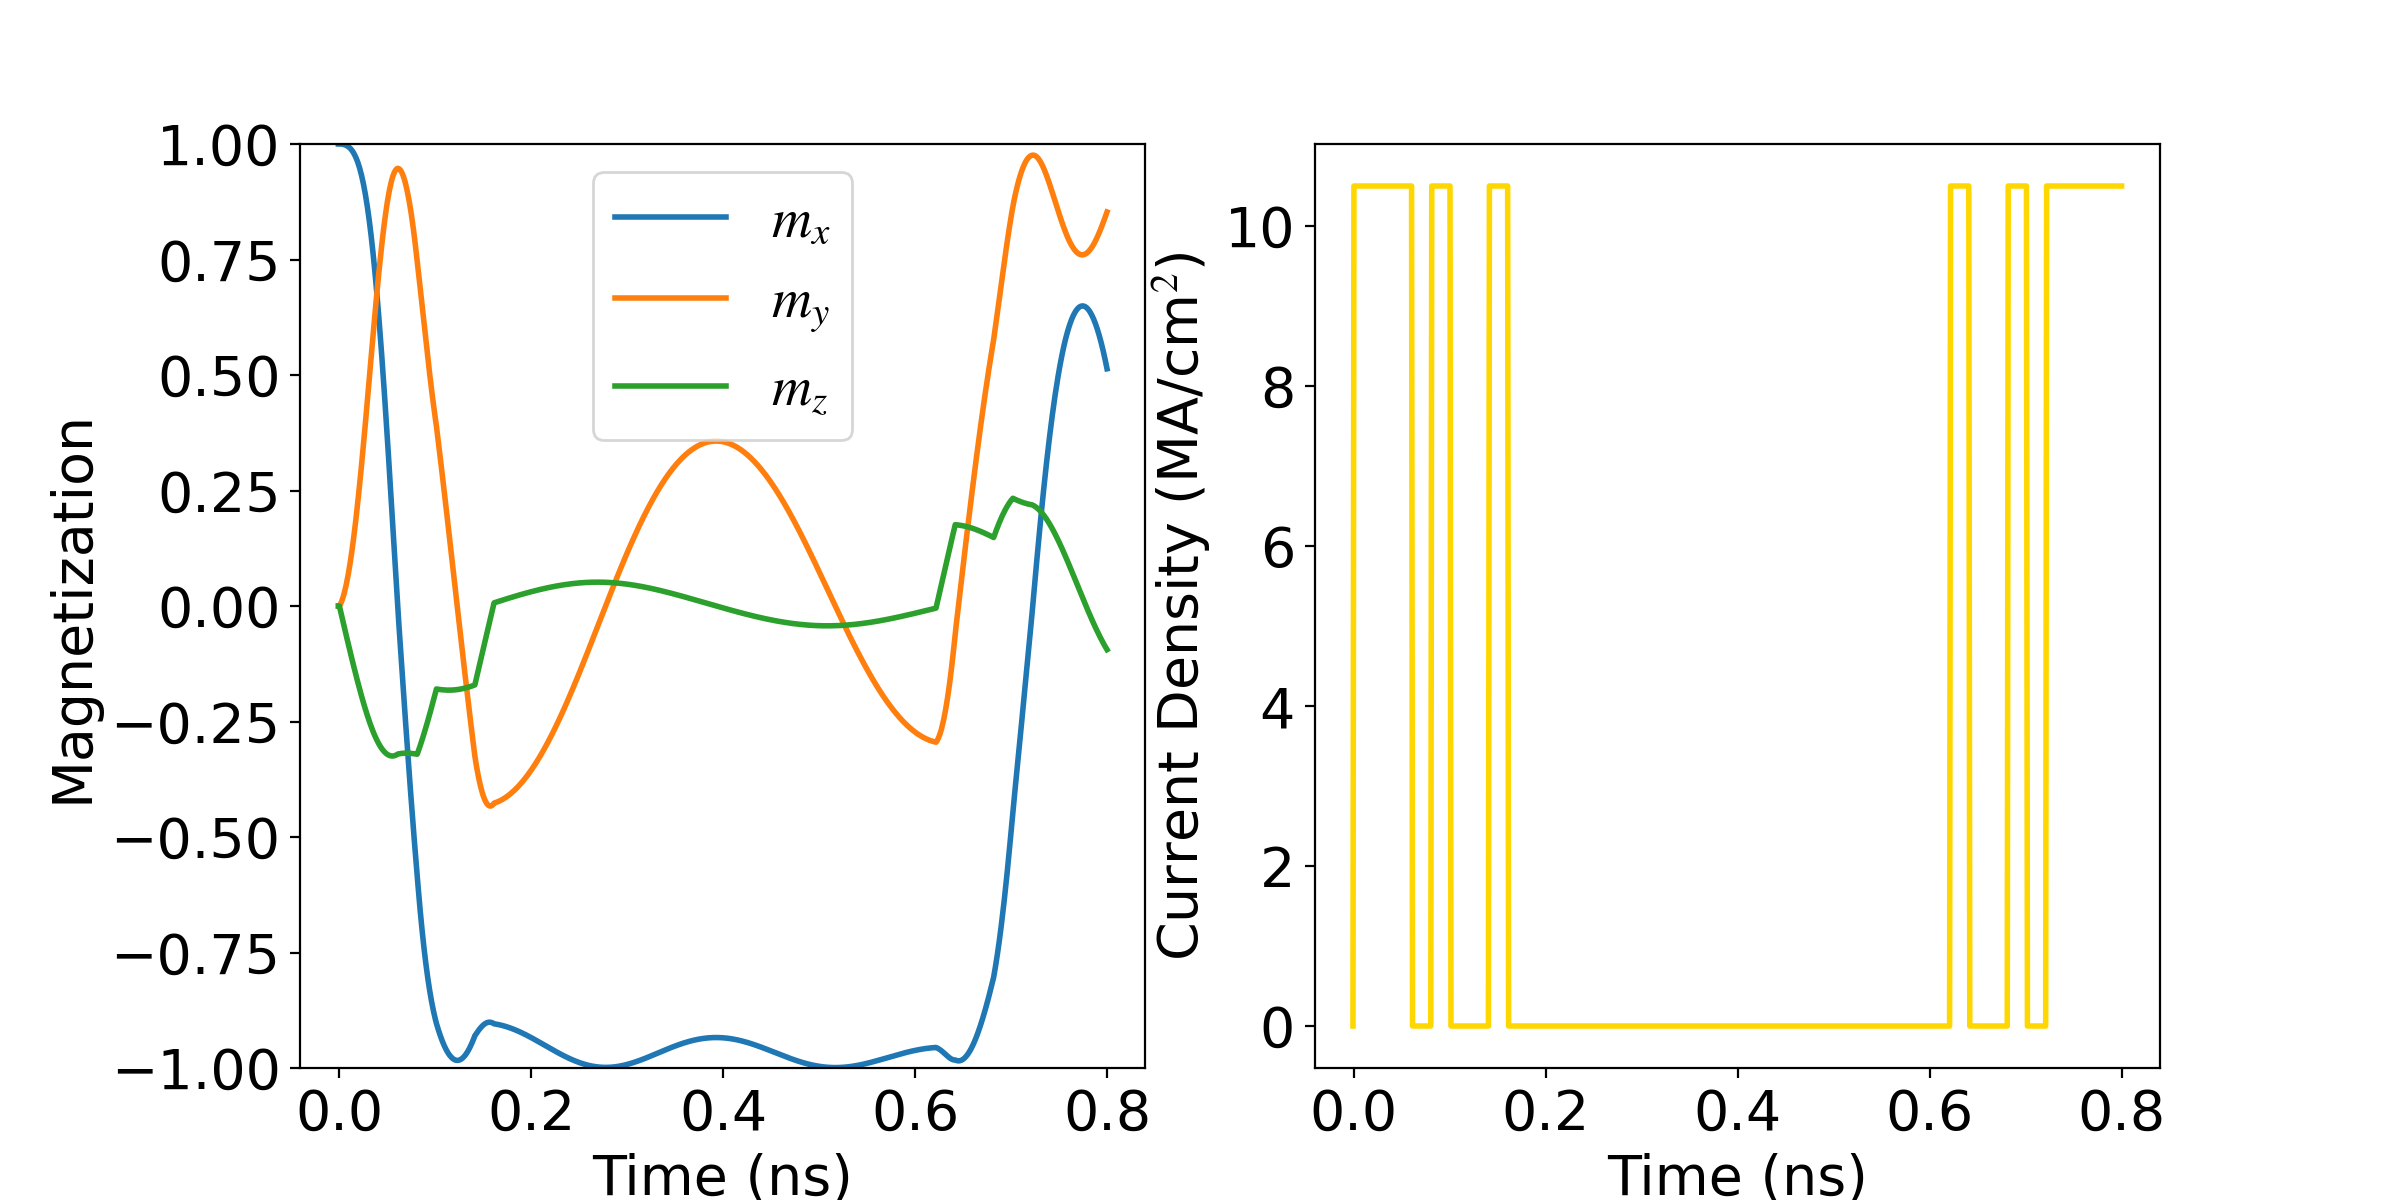 Magnetization
1.00
0.75
0.50
0.25
0.00
−0.25
−0.50
−0.75
−1.00
0.0 0.2 0.4 0.6 0.8
Time (ns)
m_x
m_y
m_z
Current Density (MA/cm²)
10
8
6
4
2
0
0.0 0.2 0.4 0.6 0.8
Time (ns)